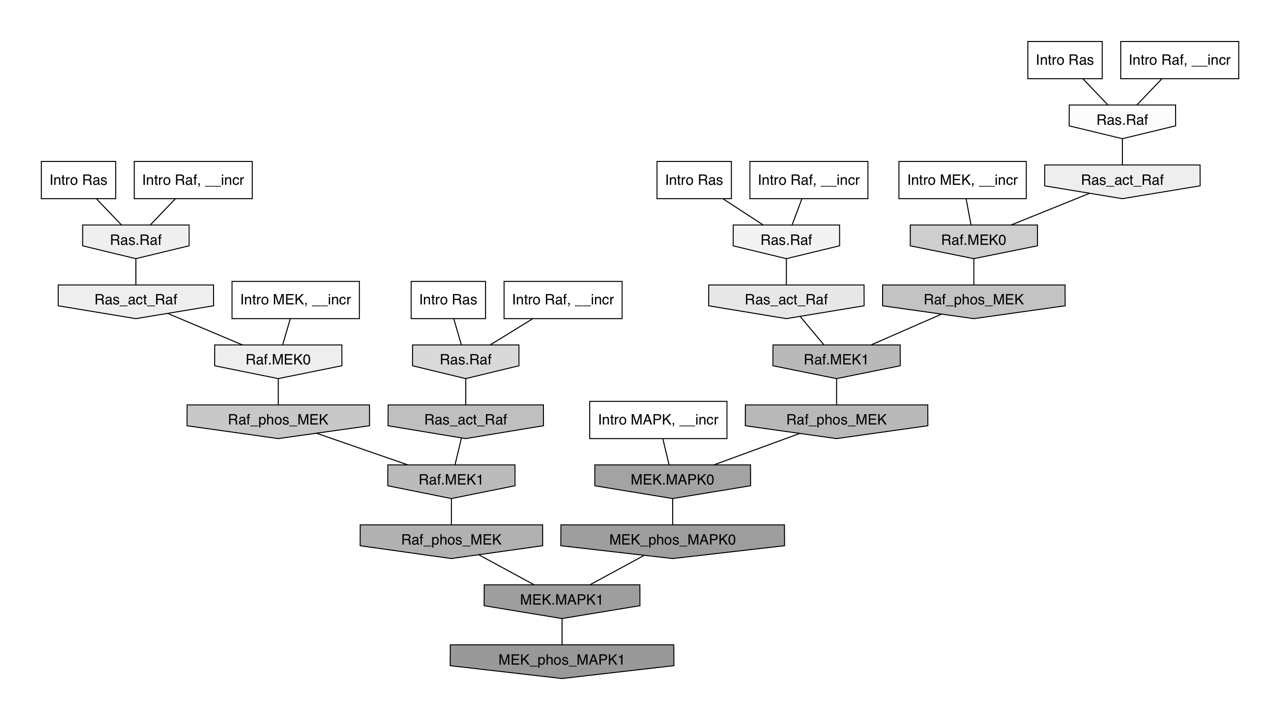 Intro Ras
Intro Raf, __incr
Ras.Raf
Intro Ras
Intro Raf, __incr
Intro Ras
Intro Raf, __incr
Intro MEK, __incr
Ras_act_Raf
Ras.Raf
Ras.Raf
Raf.MEK0
Ras_act_Raf
Intro MEK, __incr
Intro Ras
Intro Raf, __incr
Ras_act_Raf
Raf_phos_MEK
Raf.MEK0
Ras.Raf
Raf.MEK1
Raf_phos_MEK
Ras_act_Raf
Intro MAPK, __incr
Raf_phos_MEK
Raf.MEK1
MEK.MAPK0
Raf_phos_MEK
MEK_phos_MAPK0
MEK.MAPK1
MEK_phos_MAPK1